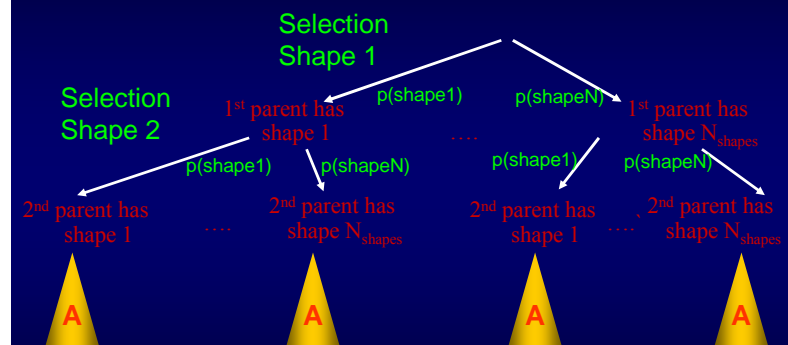 Selection
Shape 1
p(shape1)
p(shapeN)
Selection
Shape 2
1st parent has
shape 1
....
1st parent has
shape Nshapes
p(shape1)
p(shapeN)
p(shape1)
p(shapeN)
2nd parent has
shape 1
....
2nd parent has
shape Nshapes
2nd parent has
shape 1
....
2nd parent has
shape Nshapes
A
A
A
A